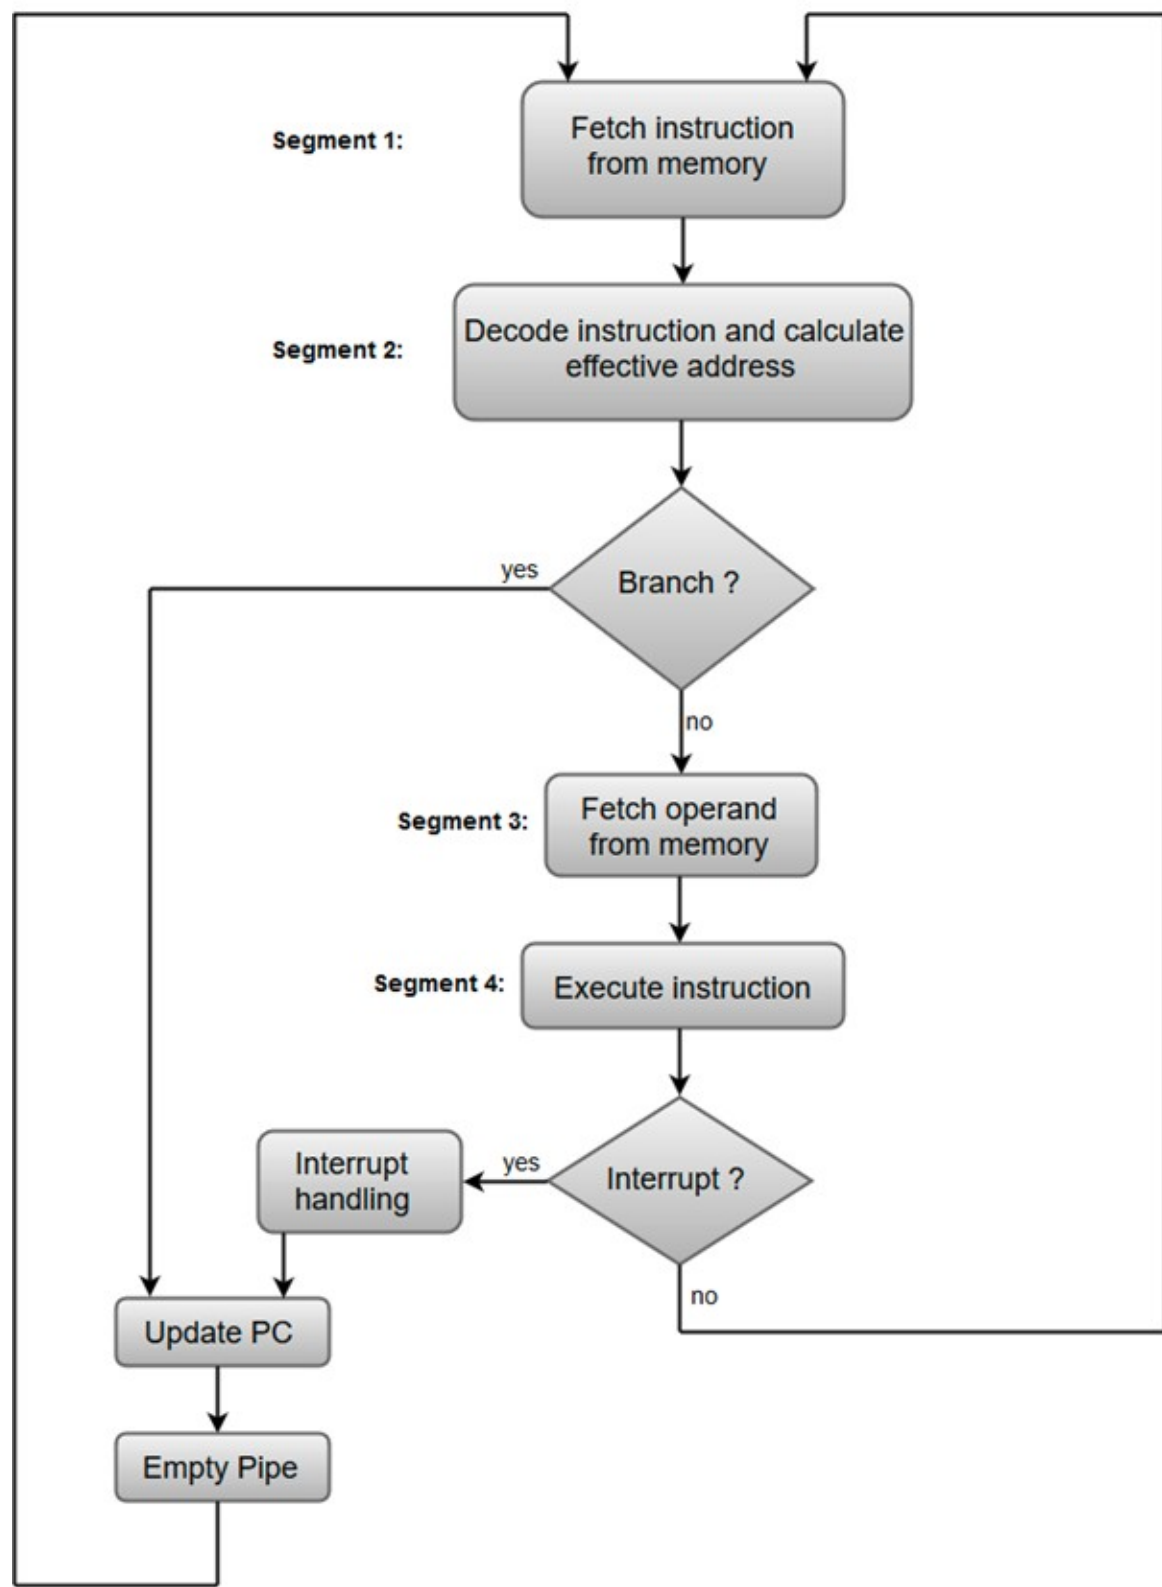 Segment 1:
Fetch instruction
from memory
Segment 2:
Decode instruction and calculate
effective address
Branch ?
yes
no
Segment 3:
Fetch operand
from memory
Segment 4:
Execute instruction
Interrupt ?
yes
Interrupt
handling
no
Update PC
Empty Pipe